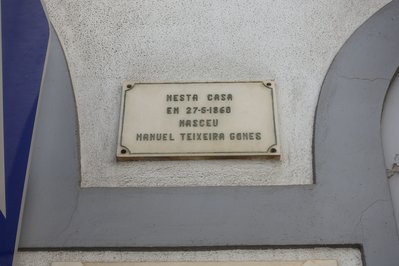 NESTA CASA
EM 27-5-1860
NASCEU
MANUEL TEIXEIRA GOMES